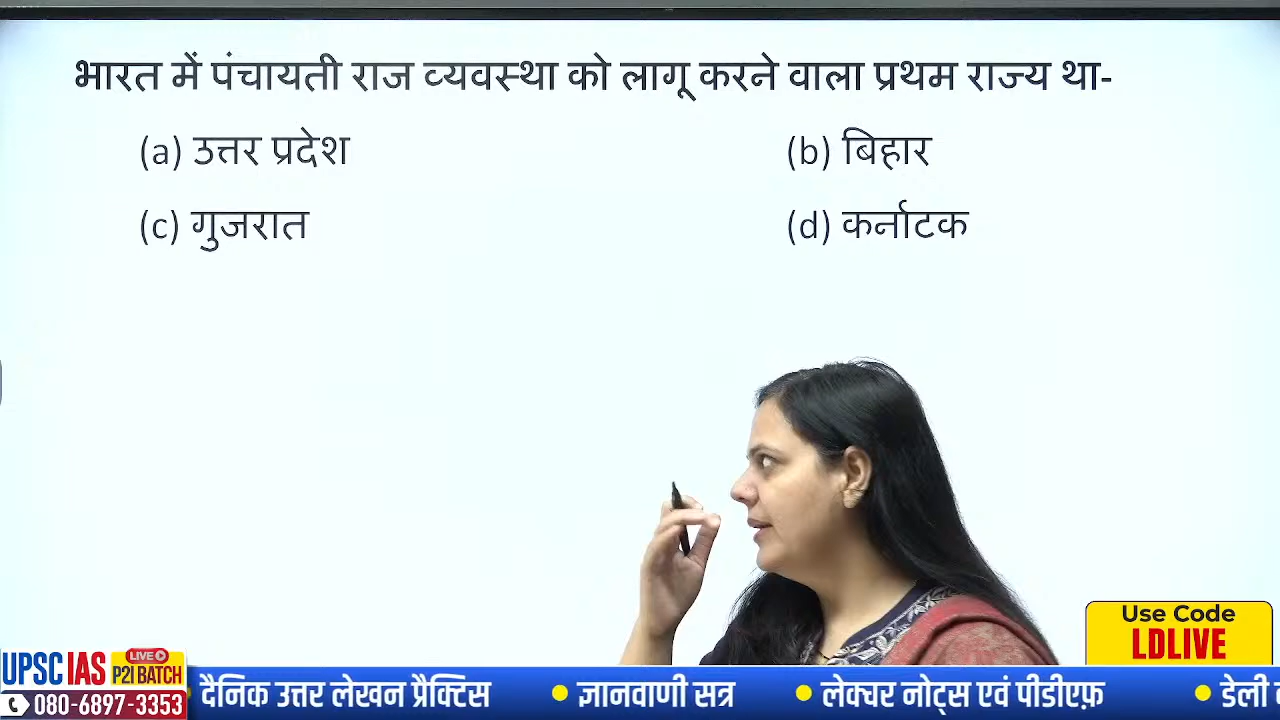 भारत में पंचायती राज व्यवस्था को लागू करने वाला प्रथम राज्य था-
(a) उत्तर प्रदेश (b) बिहार
(c) गुजरात (d) कर्नाटक
Use Code
LDLIVE
UPSC IAS LIVE P2I BATCH
080-6897-3353
दैनिक उत्तर लेखन प्रैक्टिस ज्ञानवाणी सत्र लेक्चर नोट्स एवं पीडीएफ़ डेली